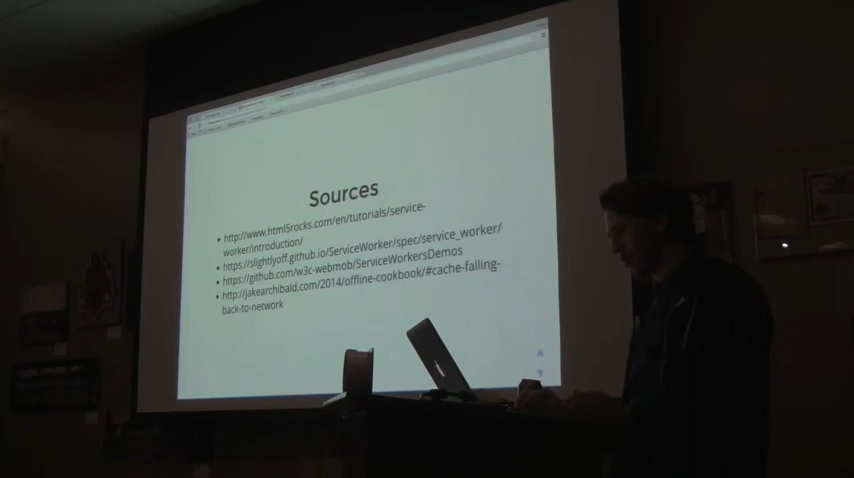 Sources
http://www.html5rocks.com/en/tutorials/service-
worker/introduction/
https://slightlyoff.github.io/ServiceWorker/spec/service_worker/
https://github.com/w3c-webmob/ServiceWorkersDemos
http://jakearchibald.com/2014/offline-cookbook/#cache-falling-
back-to-network